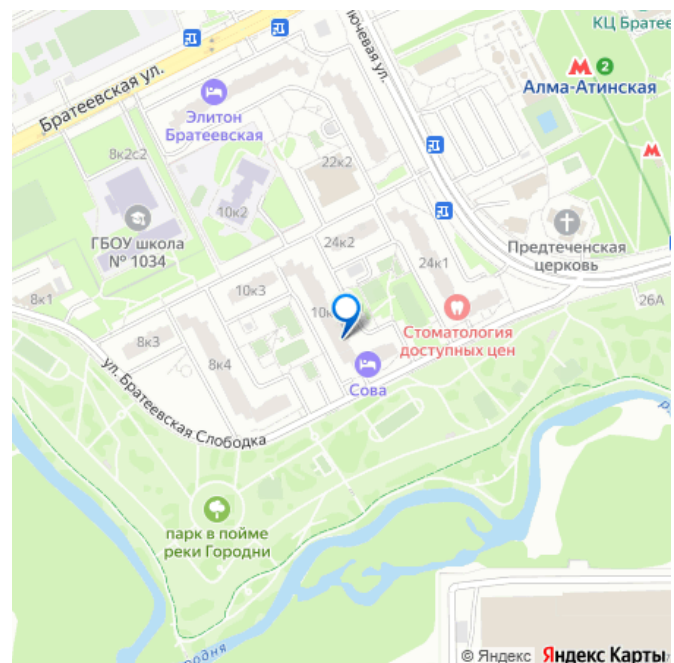 КЦ Братее
лючевая ул.
2
Алма-Атинская
Братеевская ул.
Элитон
Братеевская
8к2с2
22к2
10к2
ГБОУ школа
№ 1034
24к2
Предтеченская
церковь
24к1
8к1
10к3
10к
26А
Стоматология
доступных цен
8к3
8к4
Сова
ул. Братеевская Слободка
парк в пойме
реки Городни
родня
© Яндекс Яндекс Карты